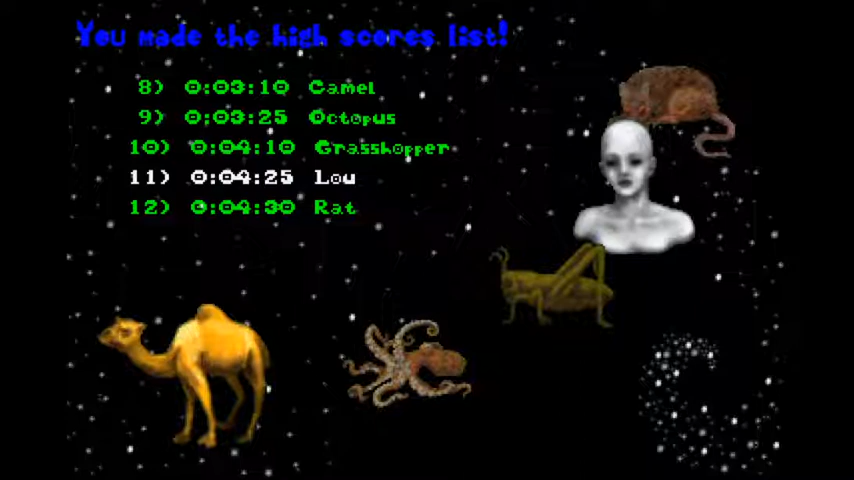 You made the high scores list!
8) 0:03:10 Camel
9) 0:03:25 Octopus
10) 0:04:10 Grasshopper
11) 0:04:25 Lou
12) 0:04:30 Rat